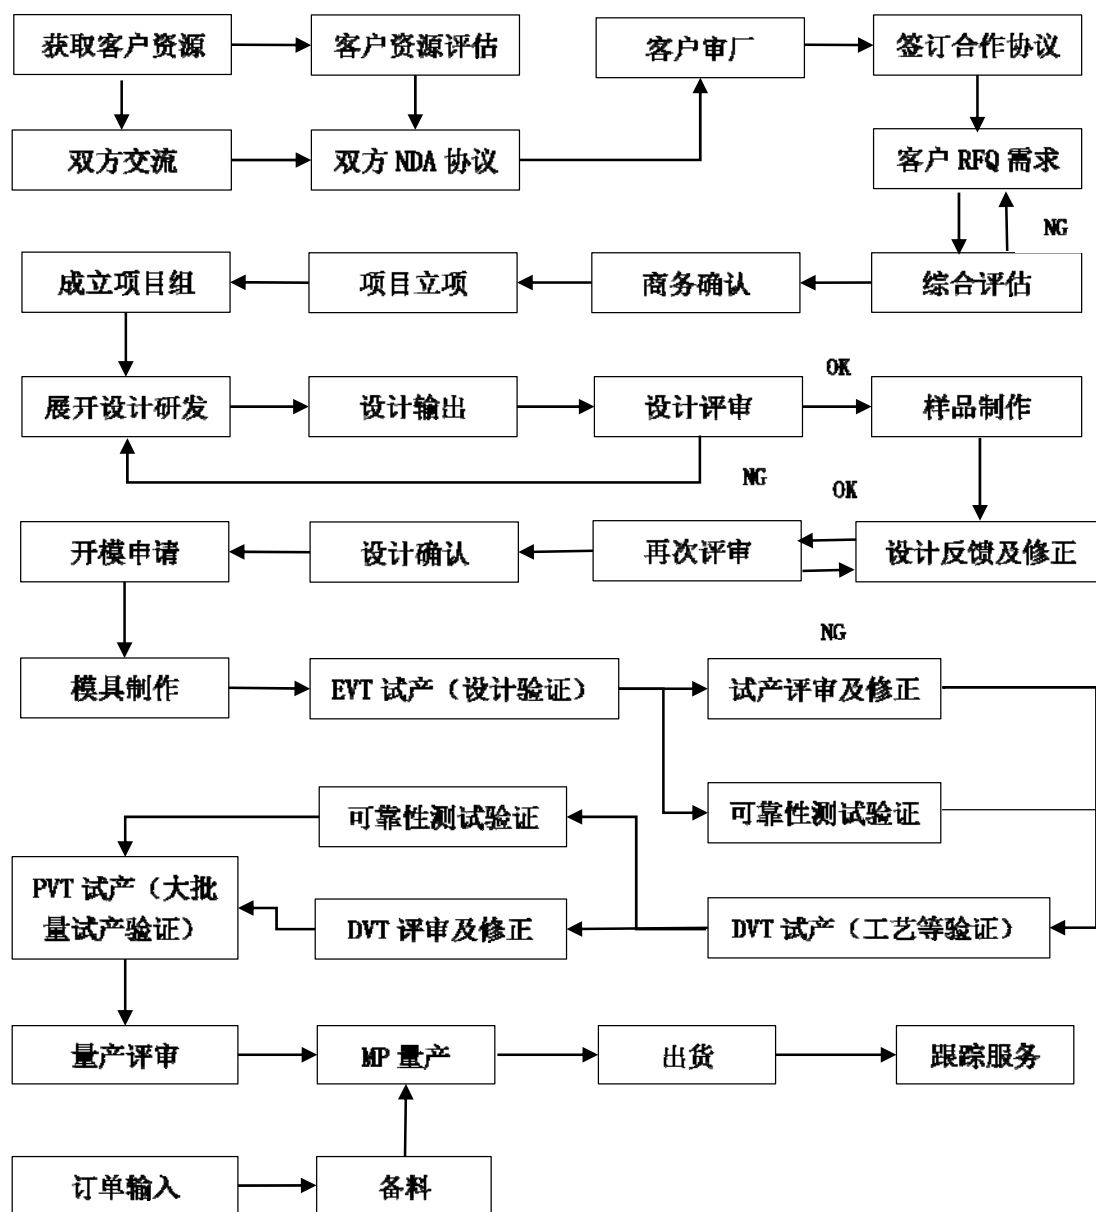 获取客户资源
客户资源评估
客户审厂
签订合作协议
双方交流
双方 NDA 协议
客户 RFQ 需求
NG
成立项目组
项目立项
商务确认
综合评估
OK
展开设计研发
设计输出
设计评审
样品制作
NG
OK
开模申请
设计确认
再次评审
设计反馈及修正
NG
模具制作
EVT 试产（设计验证）
试产评审及修正
可靠性测试验证
可靠性测试验证
PVT 试产（大批
量试产验证）
DVT 评审及修正
DVT 试产（工艺等验证）
量产评审
MP 量产
出货
跟踪服务
订单输入
备料